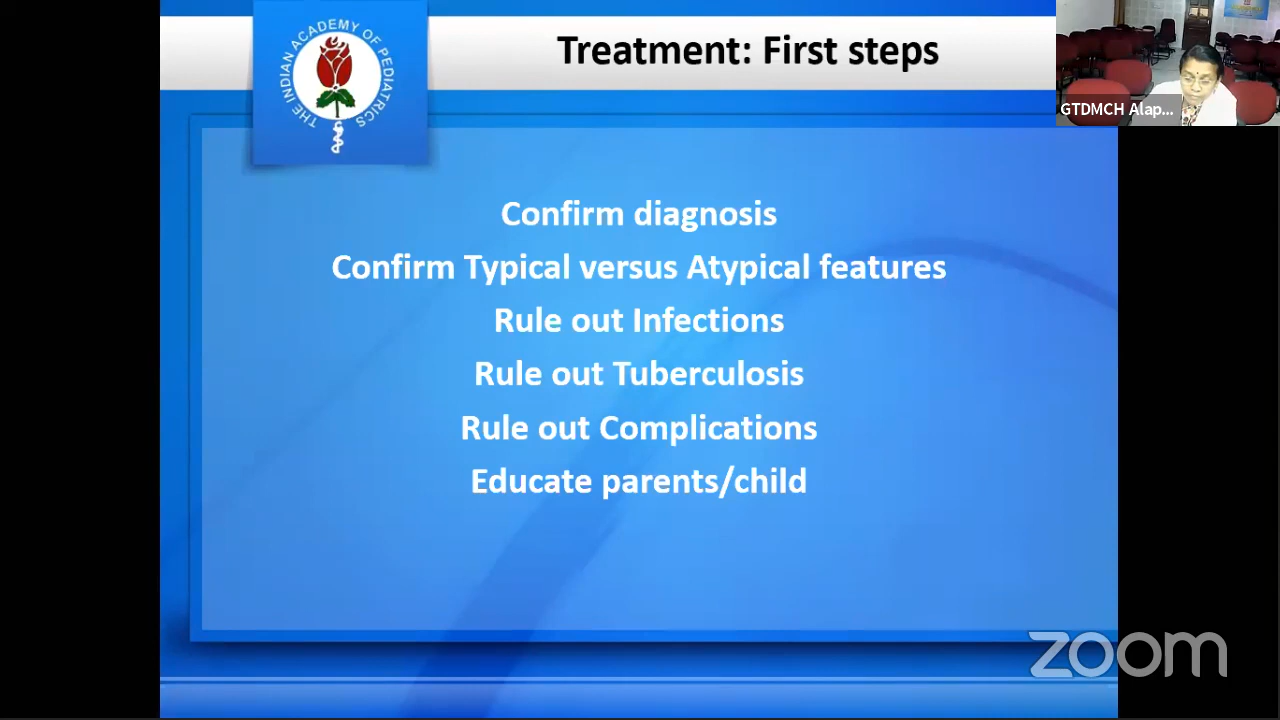 THE INDIAN ACADEMY OF PEDIATRICS
Treatment: First steps
GTDMCH Alap...
Confirm diagnosis
Confirm Typical versus Atypical features
Rule out Infections
Rule out Tuberculosis
Rule out Complications
Educate parents/child
zoom